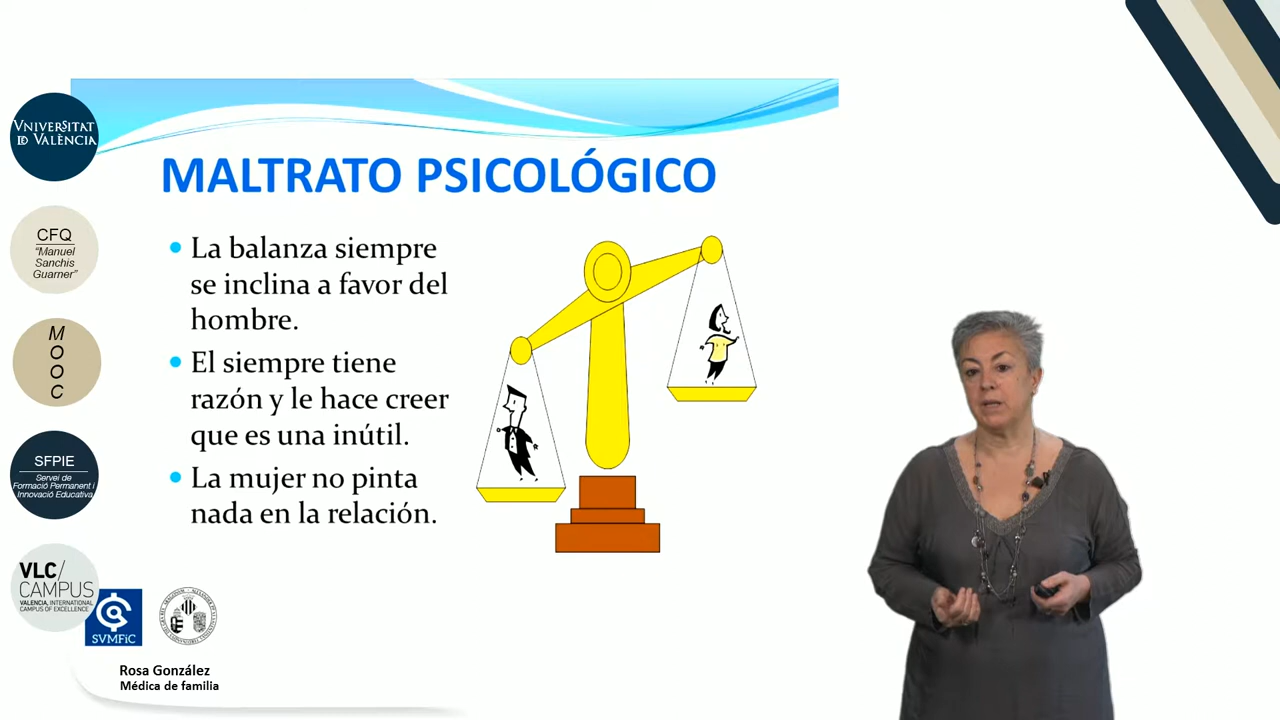 VNIVERSITAT
ID VALÈNCIA
CFQ
"Manuel
Sanchis
Guarner"
M
O
O
C
SFPIE
Servei de
Formació Permanent i
Innovació Educativa
VLC/
CAMPUS
VALENCIA, INTERNATIONAL
CAMPUS OF EXCELLENCE
MALTRATO PSICOLÓGICO
La balanza siempre
se inclina a favor del
hombre.
El siempre tiene
razón y le hace creer
que es una inútil.
La mujer no pinta
nada en la relación.
SVMFiC
Rosa González
Médica de familia